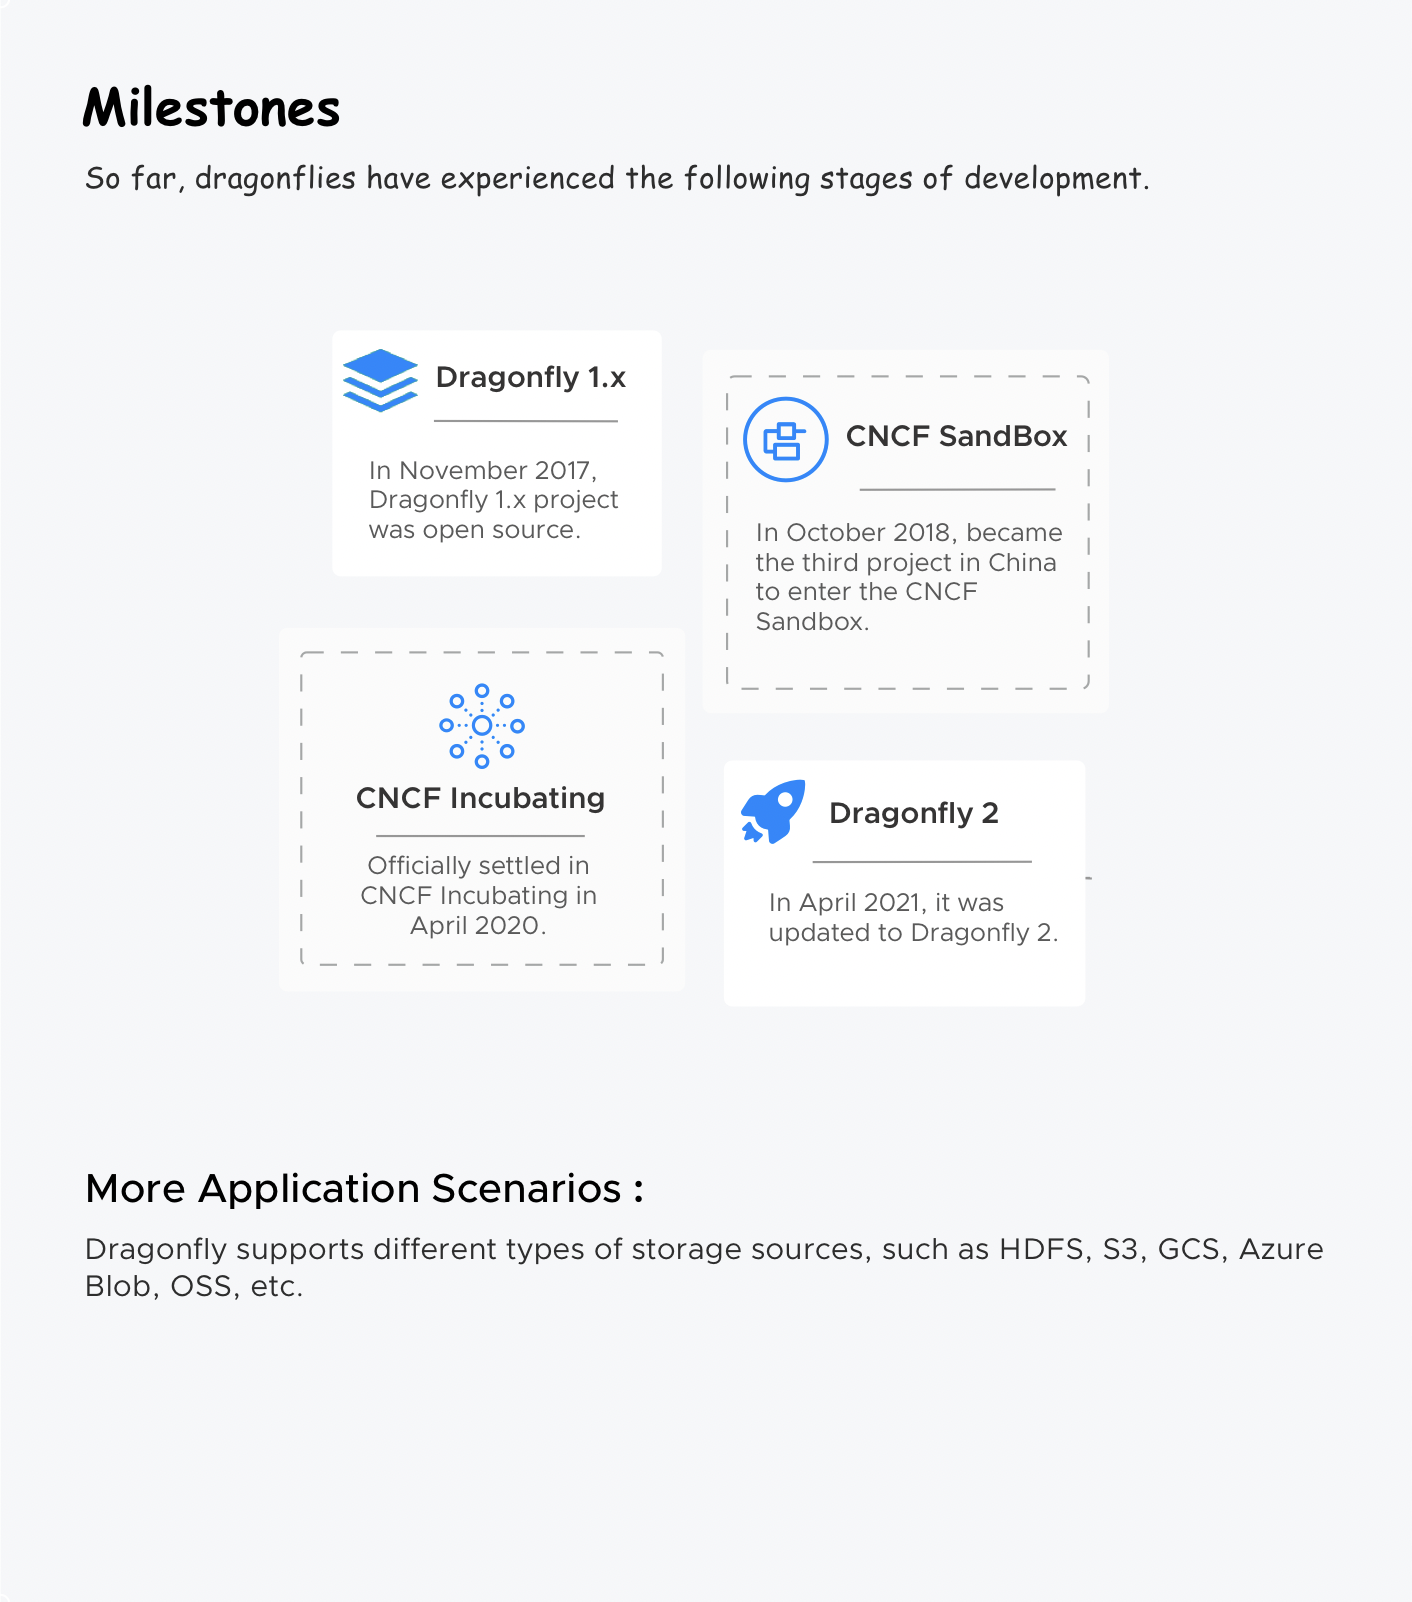 Milestones
So far, dragonflies have experienced the following stages of development.
Dragonfly 1.x
In November 2017,
Dragonfly 1.x project
was open source.
CNCF SandBox
In October 2018, became
the third project in China
to enter the CNCF
Sandbox.
CNCF Incubating
Officially settled in
CNCF Incubating in
April 2020.
Dragonfly 2
In April 2021, it was
updated to Dragonfly 2.
More Application Scenarios :
Dragonfly supports different types of storage sources, such as HDFS, S3, GCS, Azure
Blob, OSS, etc.